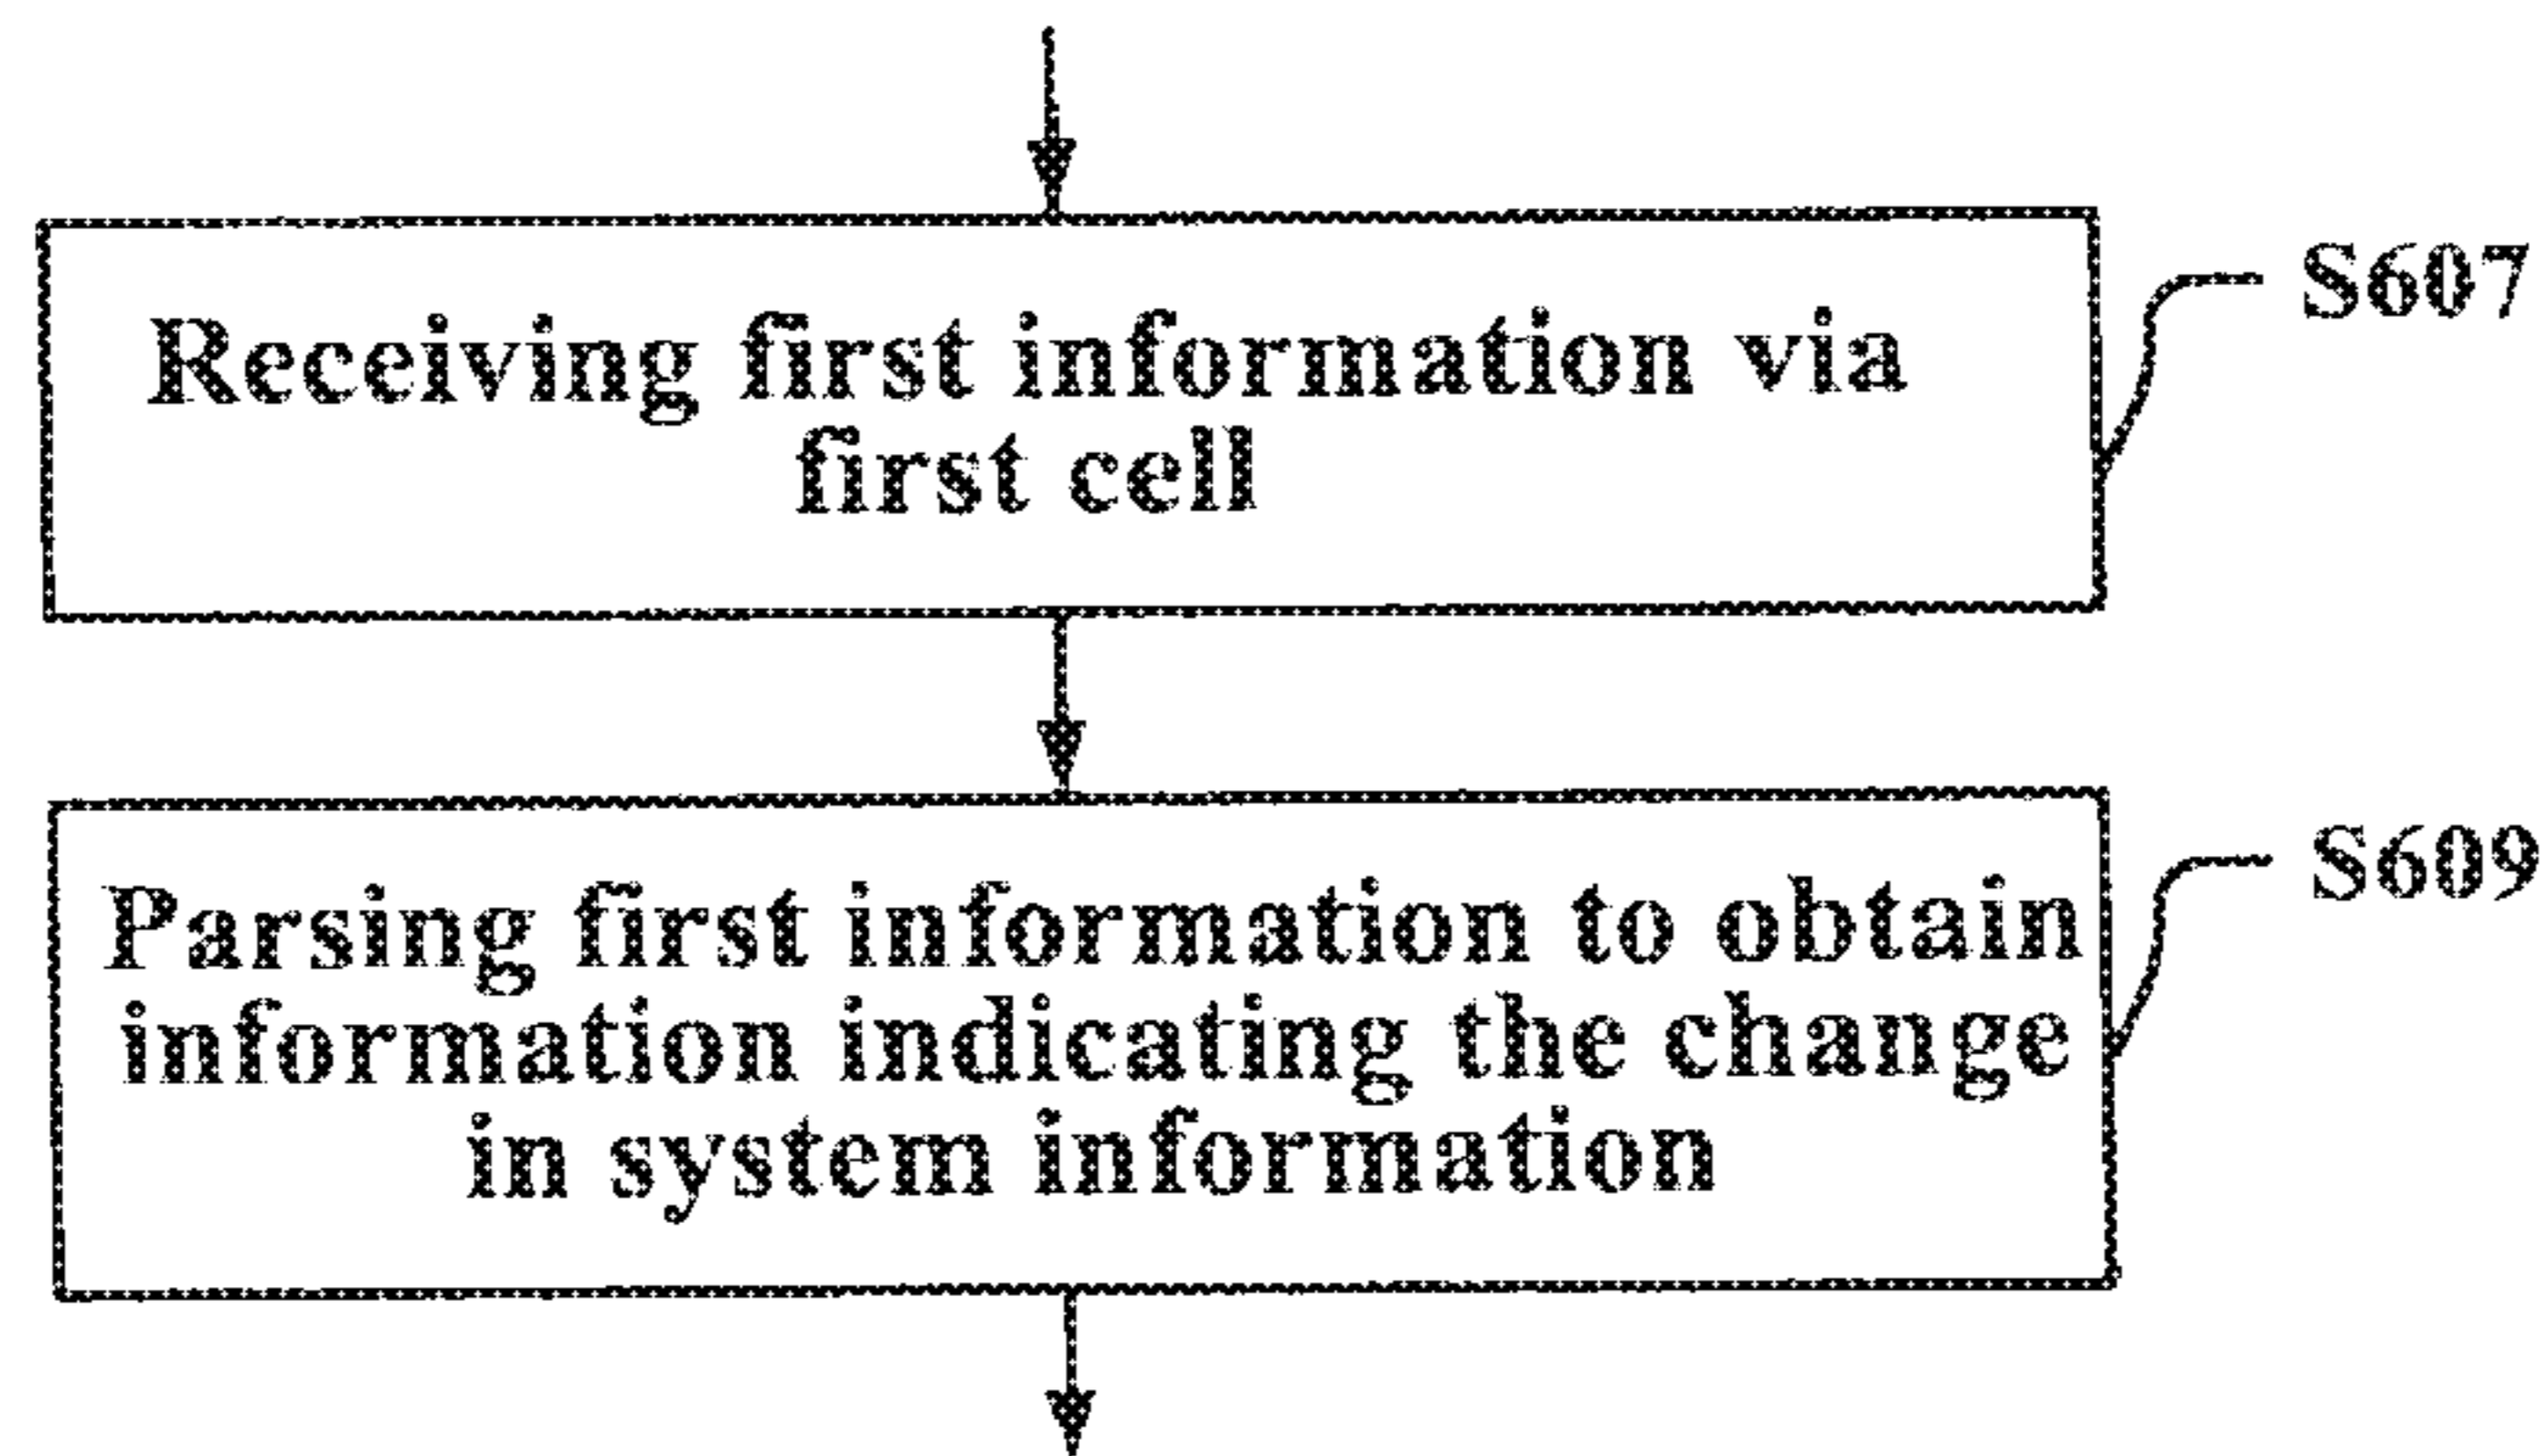 S607
Receiving first information via
first cell
S609
Parsing first information to obtain
information indicating the change
in system information